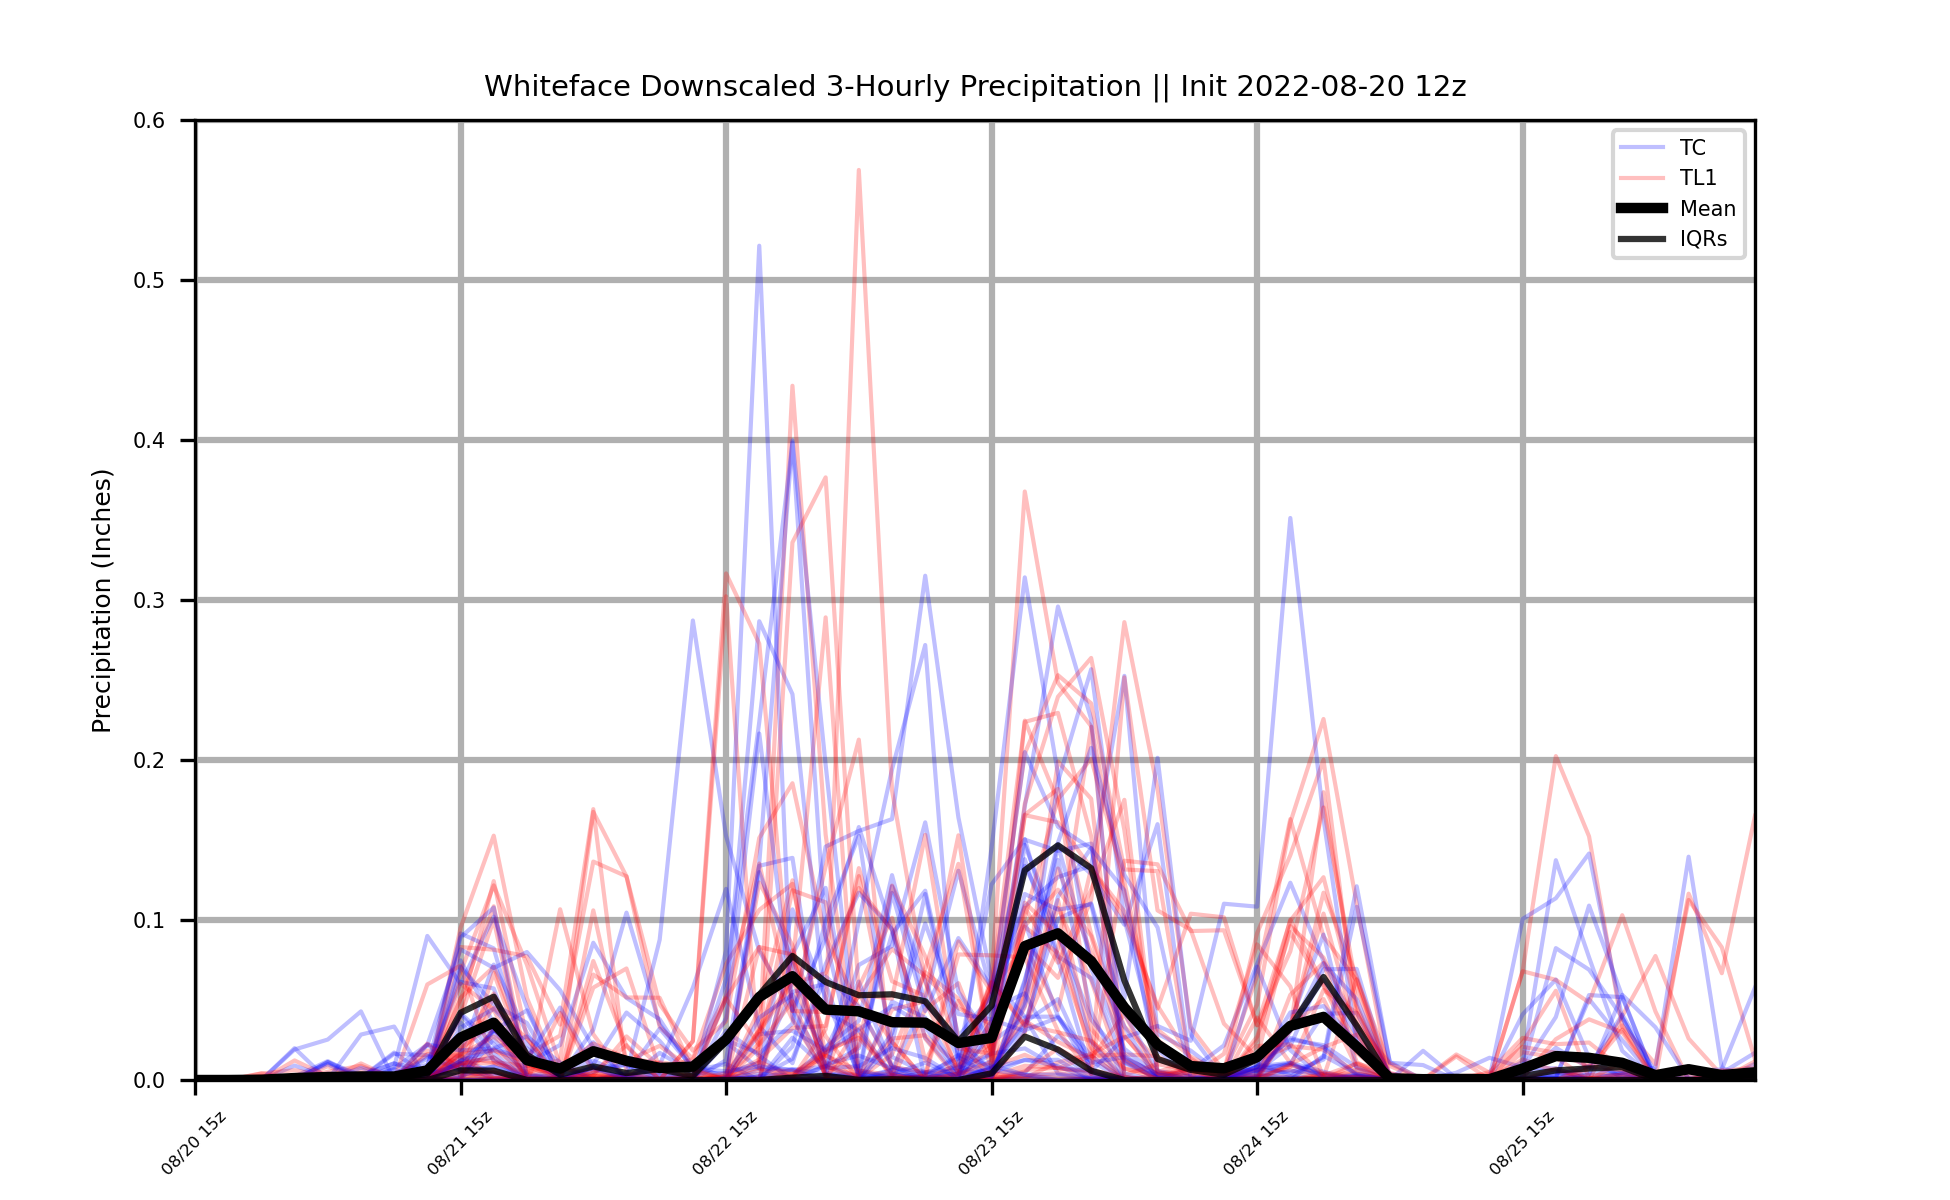 Whiteface Downscaled 3-Hourly Precipitation || Init 2022-08-20 12z
Precipitation (Inches)
0.6
0.5
0.4
0.3
0.2
0.1
0.0
TC
TL1
Mean
IQRs
08/20 15z
08/21 15z
08/22 15z
08/23 15z
08/24 15z
08/25 15z